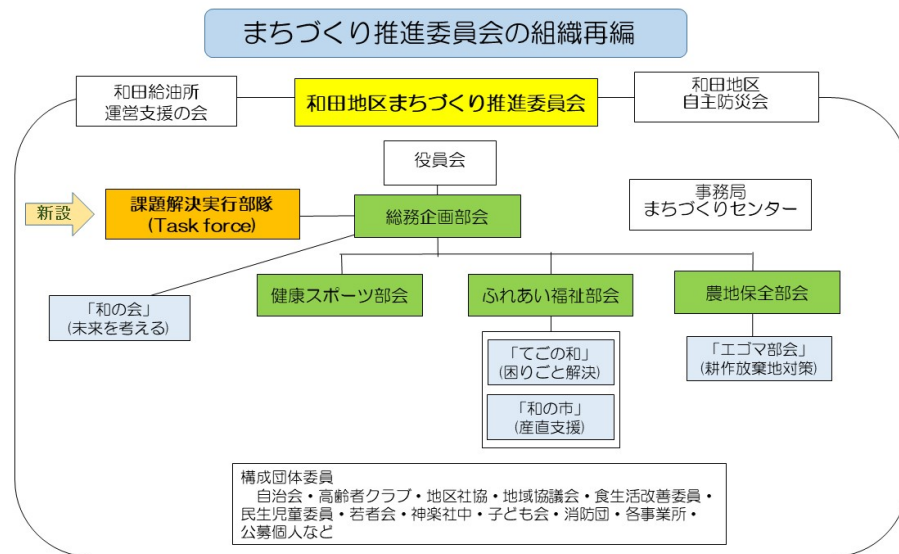 まちづくり推進委員会の組織再編
和田給油所
運営支援の会
和田地区まちづくり推進委員会
和田地区
自主防災会
役員会
新設
課題解決実行部隊
(Task force)
総務企画部会
事務局
まちづくりセンター
「和の会」
(未来を考える)
健康スポーツ部会
ふれあい福祉部会
農地保全部会
「てごの和」
(困りごと解決)
「和の市」
(産直支援)
「エゴマ部会」
(耕作放棄地対策)
構成団体委員
自治会・高齢者クラブ・地区社協・地域協議会・食生活改善委員・
民生児童委員・若者会・神楽社中・子ども会・消防団・各事業所・
公募個人など